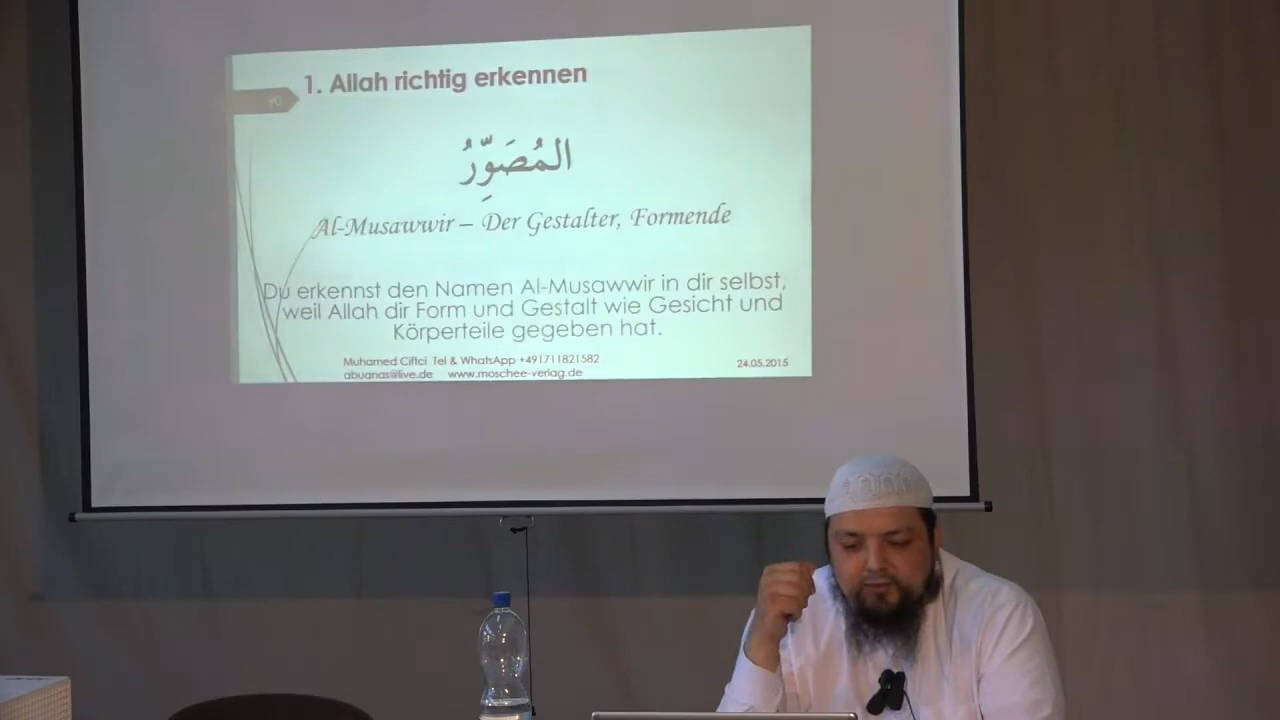 1. Allah richtig erkennen
المُصَوِّرُ
Al-Musawwir – Der Gestalter, Formende
Du erkennst den Namen Al-Musawwir in dir selbst,
weil Allah dir Form und Gestalt wie Gesicht und
Körperteile gegeben hat.
Muhamed Ciftci Tel & WhatsApp +491711821582
abuanas@live.de www.moschee-verlag.de
24.05.2015